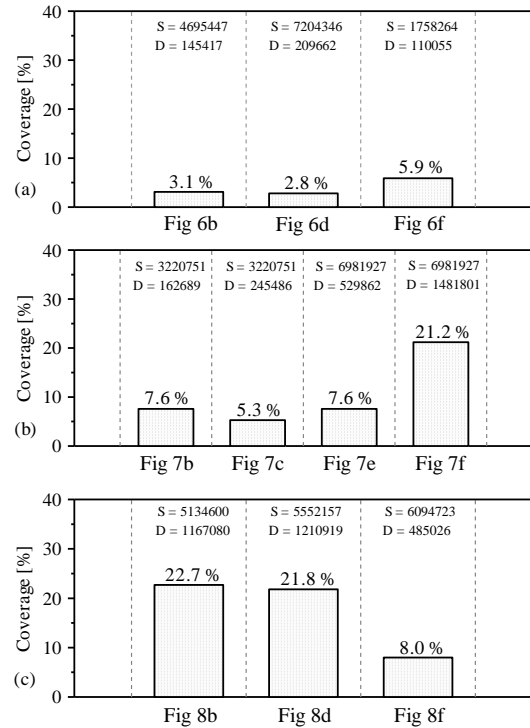 S = 4695447 S = 7204346 S = 1758264
D = 145417 D = 209662 D = 110055
Coverage [%]
40
30
20
10
0
3.1 % 2.8 % 5.9 %
(a)
Fig 6b Fig 6d Fig 6f
S = 3220751 S = 3220751 S = 6981927 S = 6981927
D = 162689 D = 245486 D = 529862 D = 1481801
Coverage [%]
40
30
20
10
0
7.6 % 5.3 % 7.6 % 21.2 %
(b)
Fig 7b Fig 7c Fig 7e Fig 7f
S = 5134600 S = 5552157 S = 6094723
D = 1167080 D = 1210919 D = 485026
Coverage [%]
40
30
20
10
0
22.7 % 21.8 % 8.0 %
(c)
Fig 8b Fig 8d Fig 8f